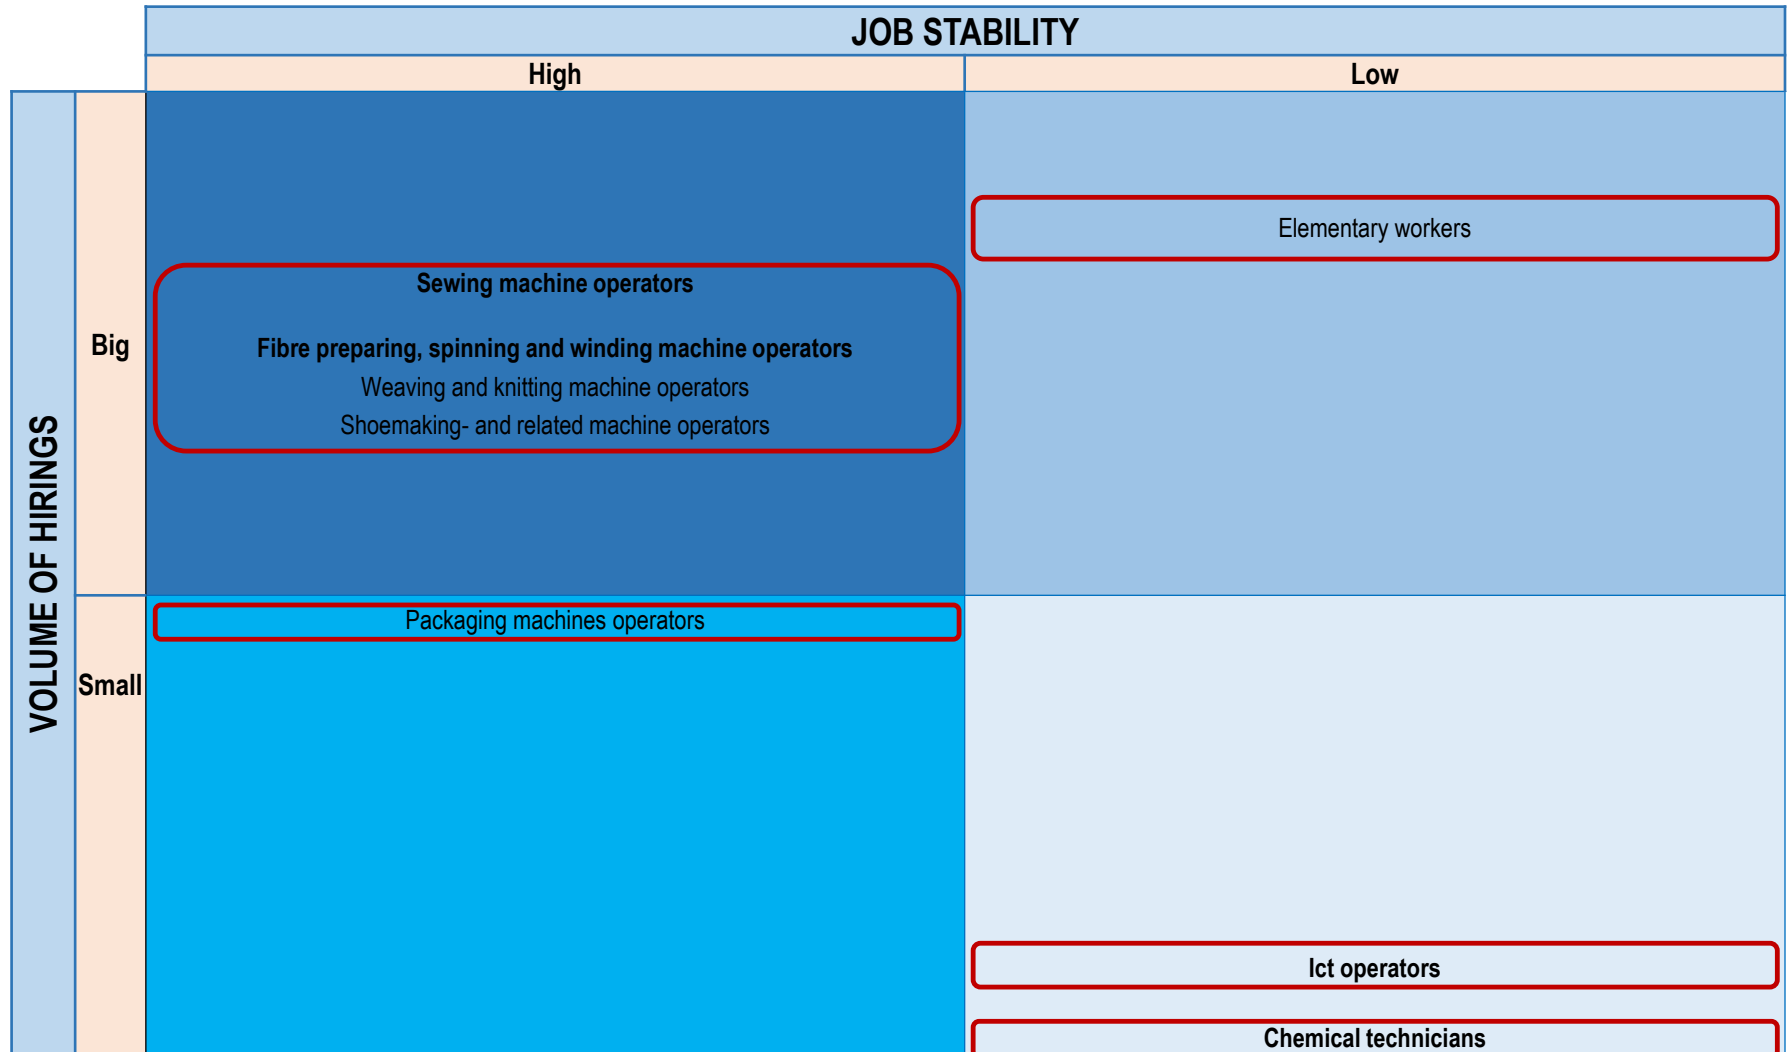 JOB STABILITY
High
Low
VOLUME OF HIRINGS
Big
Sewing machine operators
Fibre preparing, spinning and winding machine operators
Weaving and knitting machine operators
Shoemaking- and related machine operators
Elementary workers
Small
Packaging machines operators
Ict operators
Chemical technicians